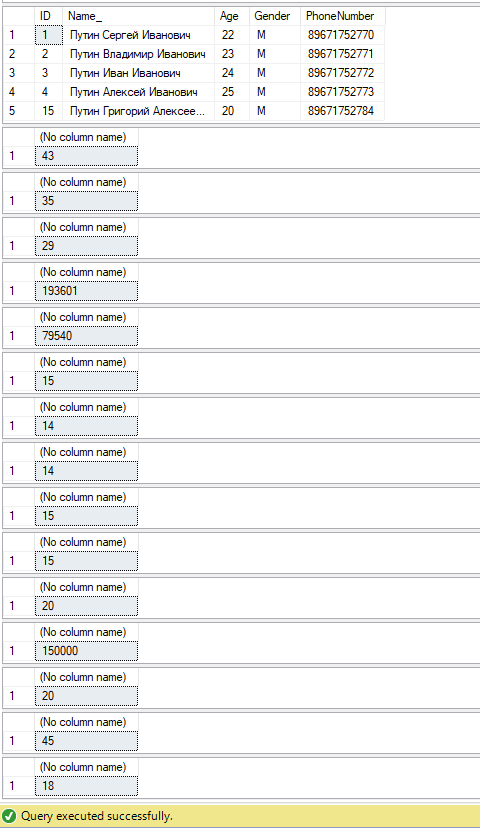 ID Name_ Age Gender PhoneNumber
1 1 Путин Сергей Иванович 22 М 89671752770
2 2 Путин Владимир Иванович 23 М 89671752771
3 3 Путин Иван Иванович 24 М 89671752772
4 4 Путин Алексей Иванович 25 М 89671752773
5 15 Путин Григорий Алексее... 20 М 89671752784
(No column name)
1 43
(No column name)
1 35
(No column name)
1 29
(No column name)
1 193601
(No column name)
1 79540
(No column name)
1 15
(No column name)
1 14
(No column name)
1 14
(No column name)
1 15
(No column name)
1 15
(No column name)
1 20
(No column name)
1 150000
(No column name)
1 20
(No column name)
1 45
(No column name)
1 18
Query executed successfully.